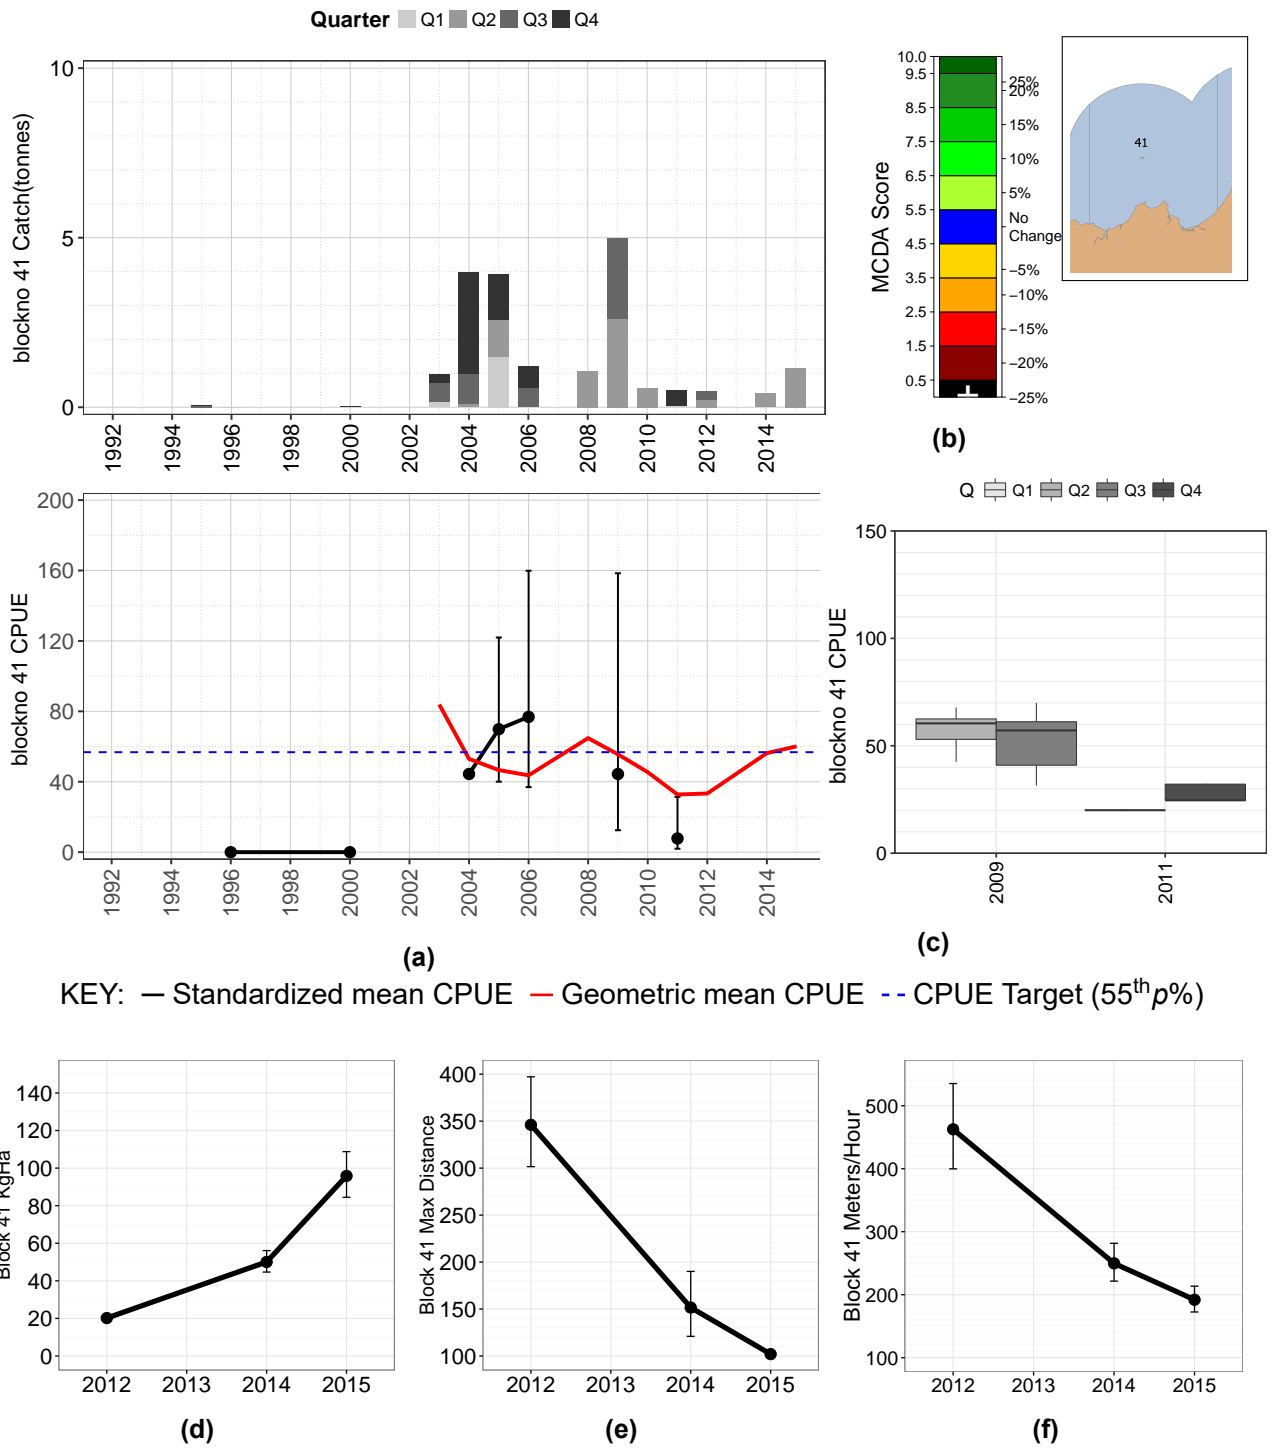 Quarter Q1 Q2 Q3 Q4
blockno 41 Catch(tonnes)
10
5
0
1992 1994 1996 1998 2000 2002 2004 2006 2008 2010 2012 2014
MCDA Score
10.0
9.5
8.5
7.5
6.5
5.5
4.5
3.5
2.5
1.5
0.5
25%
20%
15%
10%
5%
No
Change
−5%
−10%
−15%
−20%
−25%
41
(b)
blockno 41 CPUE
200
160
120
80
40
0
1992 1994 1996 1998 2000 2002 2004 2006 2008 2010 2012 2014
(a)
Q Q1 Q2 Q3 Q4
blockno 41 CPUE
150
100
50
0
2009 2011
(c)
KEY: Standardized mean CPUE Geometric mean CPUE CPUE Target (55th p%)
Block 41 KgHa
140
120
100
80
60
40
20
0
2012 2013 2014 2015
(d)
Block 41 Max Distance
400
350
300
250
200
150
100
2012 2013 2014 2015
(e)
Block 41 Meters/Hour
500
400
300
200
100
2012 2013 2014 2015
(f)